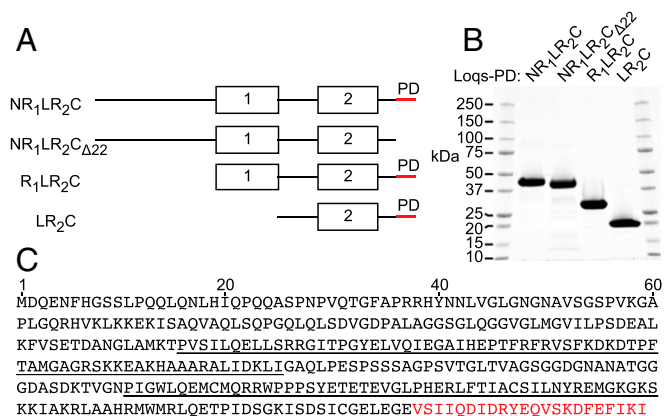 A
PD
NR1LR2C
1
2
NR1LR2CΔ22
1
2
PD
R1LR2C
1
2
PD
LR2C
2
B
Loqs-PD: NR1LR2C NR1LR2CΔ22 R1LR2C LR2C
kDa
250
150
100
75
50
37
25
20
15
10
C
1 20 40 60
MDQENFHGSSLPQQLQNLHIQPQQASPNPVQTGFAPRRHYNNLVGLGNGNAVSGSPVKGA
PLGQRHVKLKKEKISAQVAQLSQPGQLQLSDVGDPALAGGSGLQGGVGLMGVILPSDEAL
KFVSETDANGLAMKTPVSILQELLSRRGITPGYELVQIEGAIHEPTFRFRVSFKDKDTPF
TAMGAGRSKKEAKHAAARALIDKLIGAQLPESPSSSAGPSVTGLTVAGSGGDGNANATGG
GDASDKTVGNPIGWLQEMCMQRRWPPPSYETETEVGLPHERLFTIACSILNYREMGKGKS
KKIAKRLAAHRMWMRLQETPIDSGKISDSICGELEGEVSIIQDIDRYEQVSKDFEFIKI